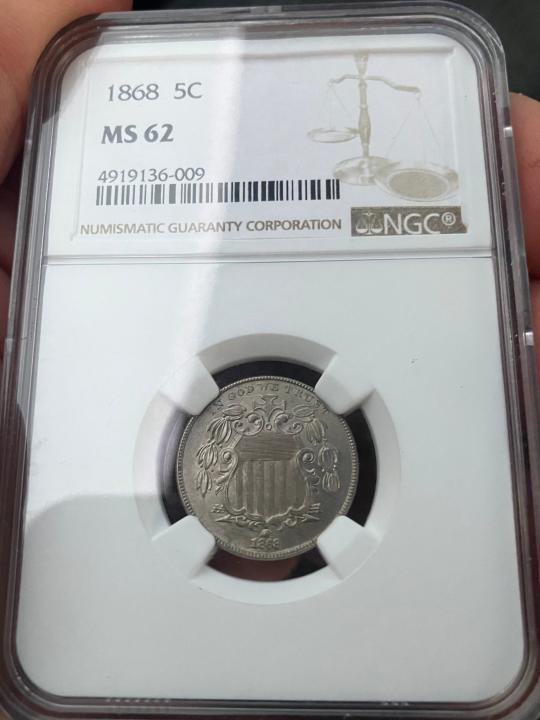 1868 5C
MS 62
4919136-009
NUMISMATIC GUARANTY CORPORATION
NGC®
IN GOD WE TRUST
1868